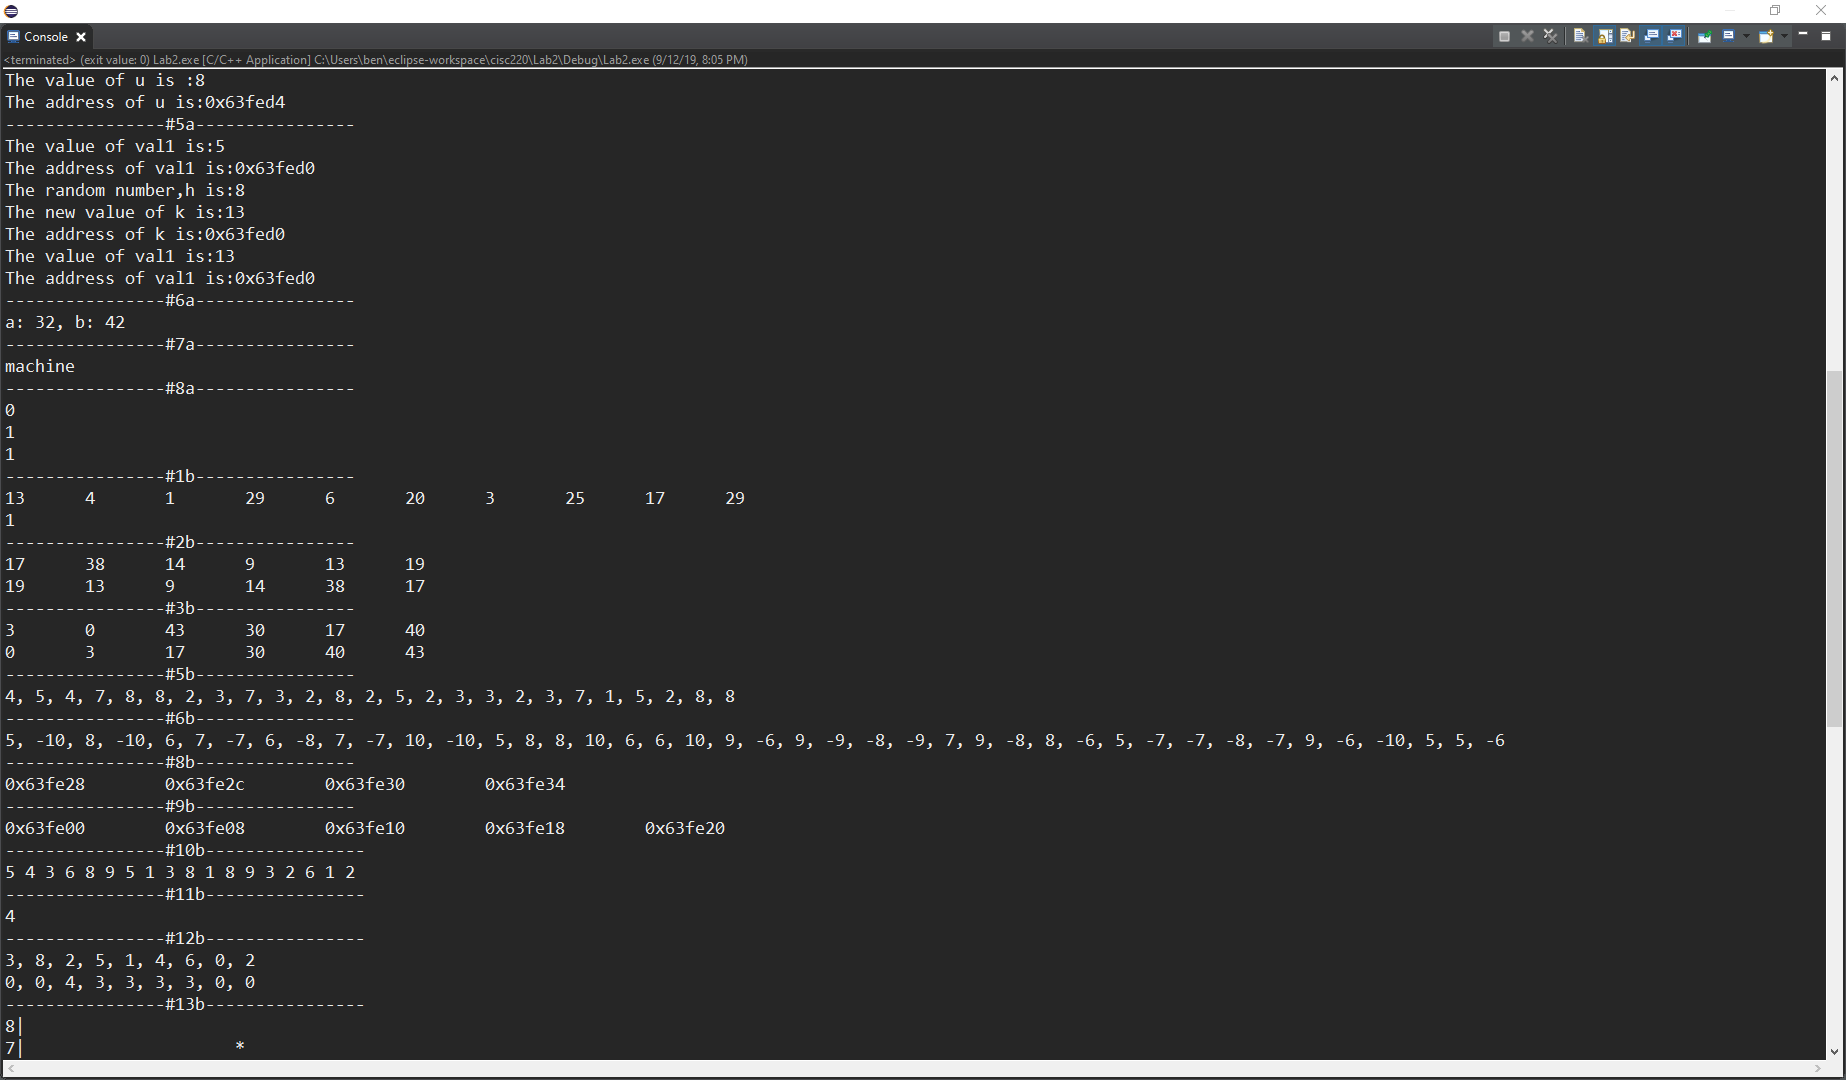 Console
<terminated> (exit value: 0) Lab2.exe [C/C++ Application] C:\Users\ben\eclipse-workspace\cisc220\Lab2\Debug\Lab2.exe (9/12/19, 8:05 PM)
The value of u is :8
The address of u is:0x63fed4
----------------#5a----------------
The value of val1 is:5
The address of val1 is:0x63fed0
The random number,h is:8
The new value of k is:13
The address of k is:0x63fed0
The value of val1 is:13
The address of val1 is:0x63fed0
----------------#6a----------------
a: 32, b: 42
----------------#7a----------------
machine
----------------#8a----------------
0
1
1
----------------#1b----------------
13	4	1	29	6	20	3	25	17	29
1
----------------#2b----------------
17	38	14	9	13	19
19	13	9	14	38	17
----------------#3b----------------
3	0	43	30	17	40
0	3	17	30	40	43
----------------#5b----------------
4, 5, 4, 7, 8, 8, 2, 3, 7, 3, 2, 8, 2, 5, 2, 3, 3, 2, 3, 7, 1, 5, 2, 8, 8
----------------#6b----------------
5, -10, 8, -10, 6, 7, -7, 6, -8, 7, -7, 10, -10, 5, 8, 8, 10, 6, 6, 10, 9, -6, 9, -9, -8, -9, 7, 9, -8, 8, -6, 5, -7, -7, -8, -7, 9, -6, -10, 5, 5, -6
----------------#8b----------------
0x63fe28	0x63fe2c	0x63fe30	0x63fe34
----------------#9b----------------
0x63fe00	0x63fe08	0x63fe10	0x63fe18	0x63fe20
----------------#10b----------------
5 4 3 6 8 9 5 1 3 8 1 8 9 3 2 6 1 2
----------------#11b----------------
4
----------------#12b----------------
3, 8, 2, 5, 1, 4, 6, 0, 2
0, 0, 4, 3, 3, 3, 3, 0, 0
----------------#13b----------------
8|
7|                     *